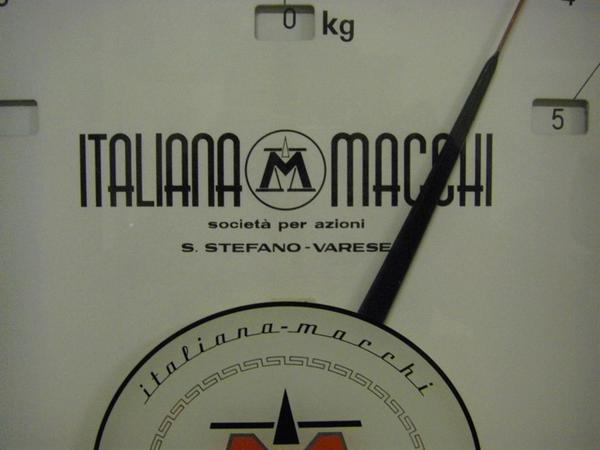 0 kg
5
ITALIANA M MACCHI
società per azioni
S. STEFANO - VARESE
italiana-macchi